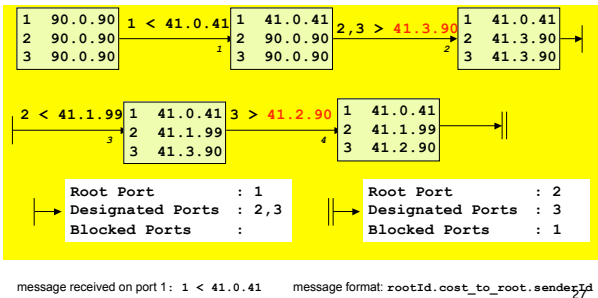 1 90.0.90
2 90.0.90
3 90.0.90
1 < 41.0.41
1
1 41.0.41
2 90.0.90
3 90.0.90
2,3 > 41.3.90
2
1 41.0.41
2 41.3.90
3 41.3.90
2 < 41.1.99
3
1 41.0.41
2 41.1.99
3 41.3.90
3 > 41.2.90
4
1 41.0.41
2 41.1.99
3 41.2.90
Root Port : 1
Designated Ports : 2,3
Blocked Ports :
Root Port : 2
Designated Ports : 3
Blocked Ports : 1
message received on port 1: 1 < 41.0.41
message format: rootId.cost_to_root.senderId
27